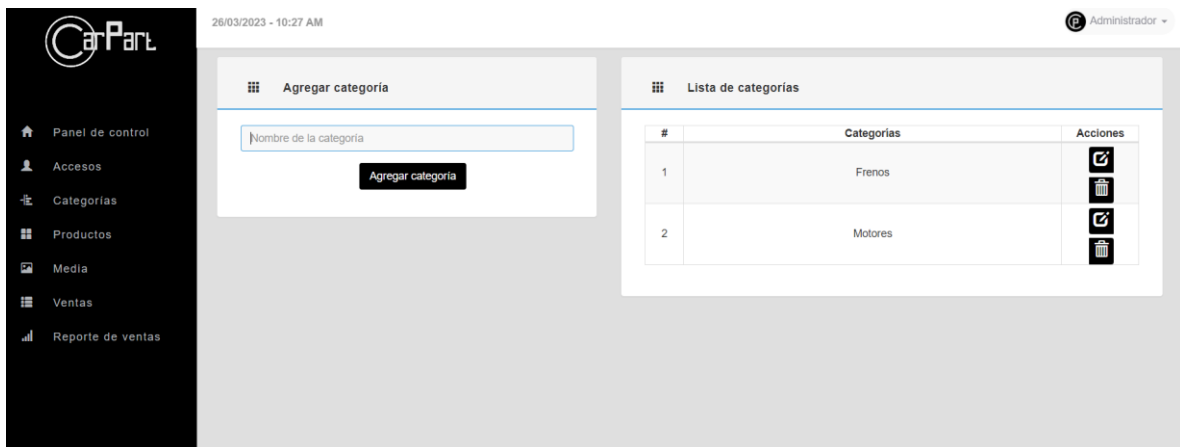 CarPart
26/03/2023 - 10:27 AM
Administrador
Panel de control
Accesos
Categorías
Productos
Media
Ventas
Reporte de ventas
Agregar categoría
Nombre de la categoría
Agregar categoría
Lista de categorías
# Categorías Acciones
1 Frenos
2 Motores